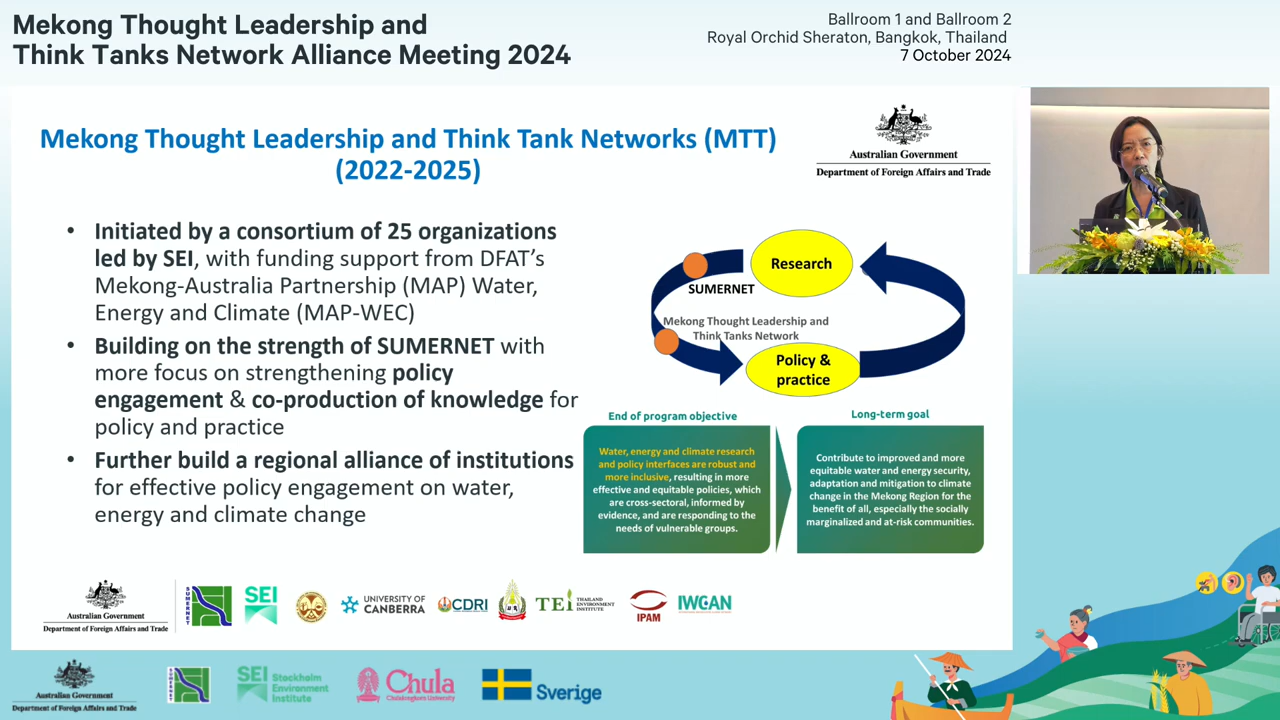 Mekong Thought Leadership and
Think Tanks Network Alliance Meeting 2024
Ballroom 1 and Ballroom 2
Royal Orchid Sheraton, Bangkok, Thailand
7 October 2024
Mekong Thought Leadership and Think Tank Networks (MTT)
(2022-2025)
Australian Government
Department of Foreign Affairs and Trade
• Initiated by a consortium of 25 organizations
led by SEI, with funding support from DFAT's
Mekong-Australia Partnership (MAP) Water,
Energy and Climate (MAP-WEC)
• Building on the strength of SUMERNET with
more focus on strengthening policy
engagement & co-production of knowledge for
policy and practice
• Further build a regional alliance of institutions
for effective policy engagement on water,
energy and climate change
Research
SUMERNET
Mekong Thought Leadership and
Think Tanks Network
Policy &
practice
End of program objective
Water, energy and climate research
and policy interfaces are robust and
more inclusive, resulting in more
effective and equitable policies, which
are cross-sectoral, informed by
evidence, and are responding to the
needs of vulnerable groups.
Long-term goal
Contribute to improved and more
equitable water and energy security,
adaptation and mitigation to climate
change in the Mekong Region for the
benefit of all, especially the socially
marginalized and at-risk communities.
Australian Government
Department of Foreign Affairs and Trade
SUMERNET
SEI
UNIVERSITY OF
CANBERRA
CDRI
TEI
THAILAND
ENVIRONMENT
INSTITUTE
IPAM
IWCAN
Australian Government
Department of Foreign Affairs and Trade
SUMERNET
SEI
Stockholm
Environment
Institute
Chula
Chulalongkorn University
Sverige